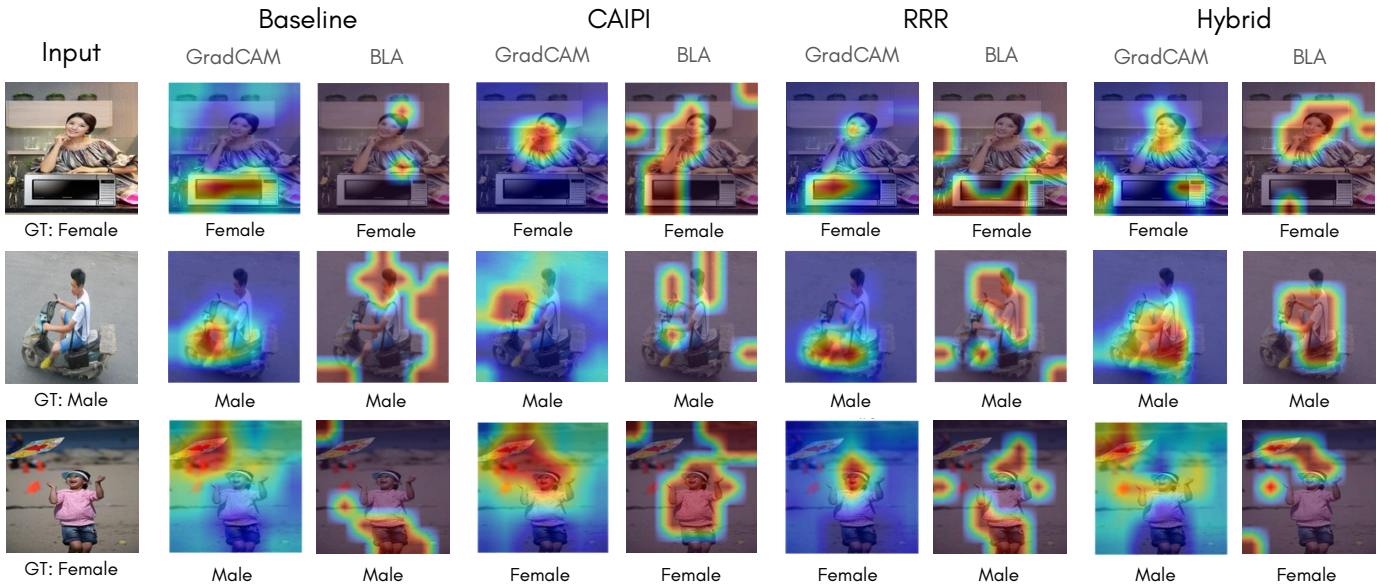 Baseline CAIPI RRR Hybrid
Input GradCAM BLA GradCAM BLA GradCAM BLA GradCAM BLA
GT: Female Female Female Female Female Female Female Female Female
GT: Male Male Male Male Male Male Male Male Male
GT: Female Male Male Female Female Female Male Male Female